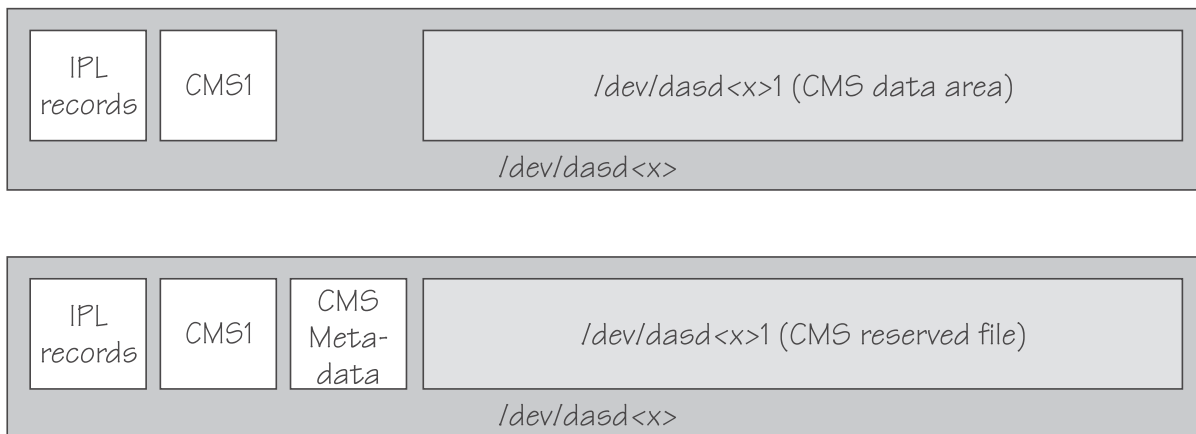 IPL
records
CMS1
/dev/dasd<x>1 (CMS data area)
/dev/dasd<x>
IPL
records
CMS1
CMS
Meta-
data
/dev/dasd<x>1 (CMS reserved file)
/dev/dasd<x>